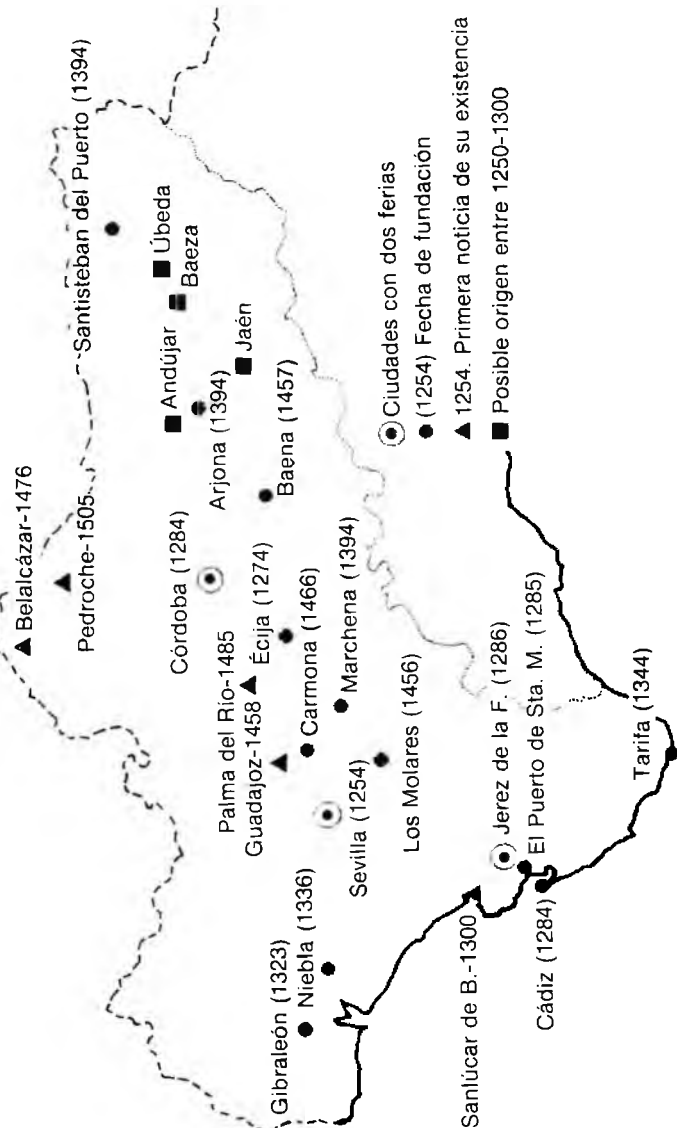 Belalcázar-1476
Pedroche-1505
Santisteban del Puerto (1394)
Andújar
Úbeda
Baeza
Córdoba (1284)
Arjona (1394)
Jaén
Palma del Rio-1485
Guadajoz-1458
Écija (1274)
Baena (1457)
Carmona (1466)
Marchena (1394)
Gibraleón (1323)
Niebla (1336)
Sevilla (1254)
Los Molares (1456)
Sanlúcar de B.-1300
Jerez de la F. (1286)
El Puerto de Sta. M. (1285)
Cádiz (1284)
Tarifa (1344)
Ciudades con dos ferias
(1254) Fecha de fundación
1254. Primera noticia de su existencia
Posible origen entre 1250-1300